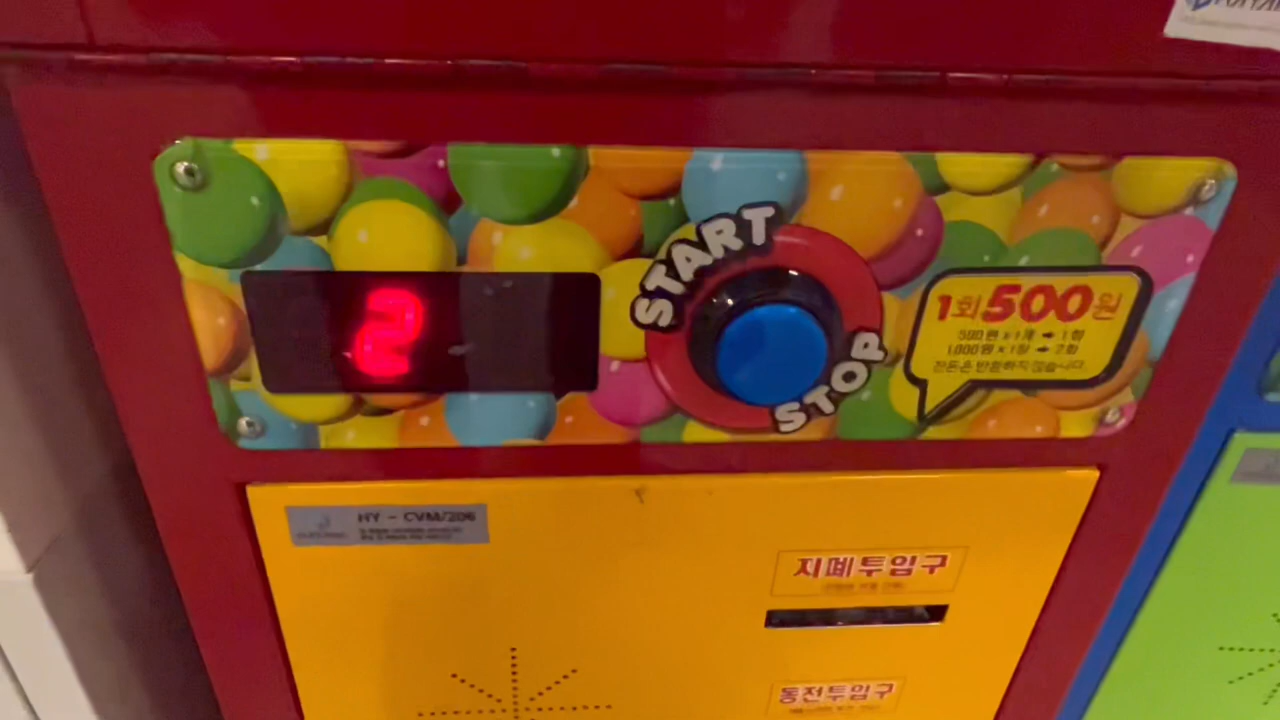 START
2
STOP
1회 500원
500원 x 1개 ➡ 1회
1,000원 x 1장 ➡ 2회
잔돈은 반환하지 않습니다.
HY - CVM/206
지폐투입구
동전투입구